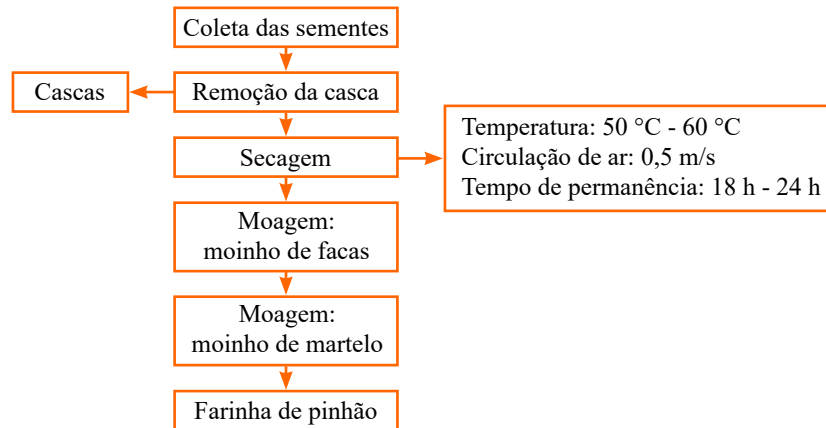 Coleta das sementes
Cascas
Remoção da casca
Secagem
Temperatura: 50 °C - 60 °C
Circulação de ar: 0,5 m/s
Tempo de permanência: 18 h - 24 h
Moagem:
moinho de facas
Moagem:
moinho de martelo
Farinha de pinhão